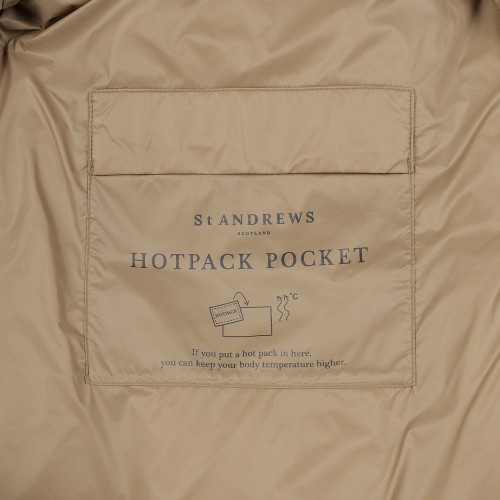 St ANDREWS
SCOTLAND
HOTPACK POCKET
°C
HOTPACK
If you put a hot pack in here,
you can keep your body temperature higher.